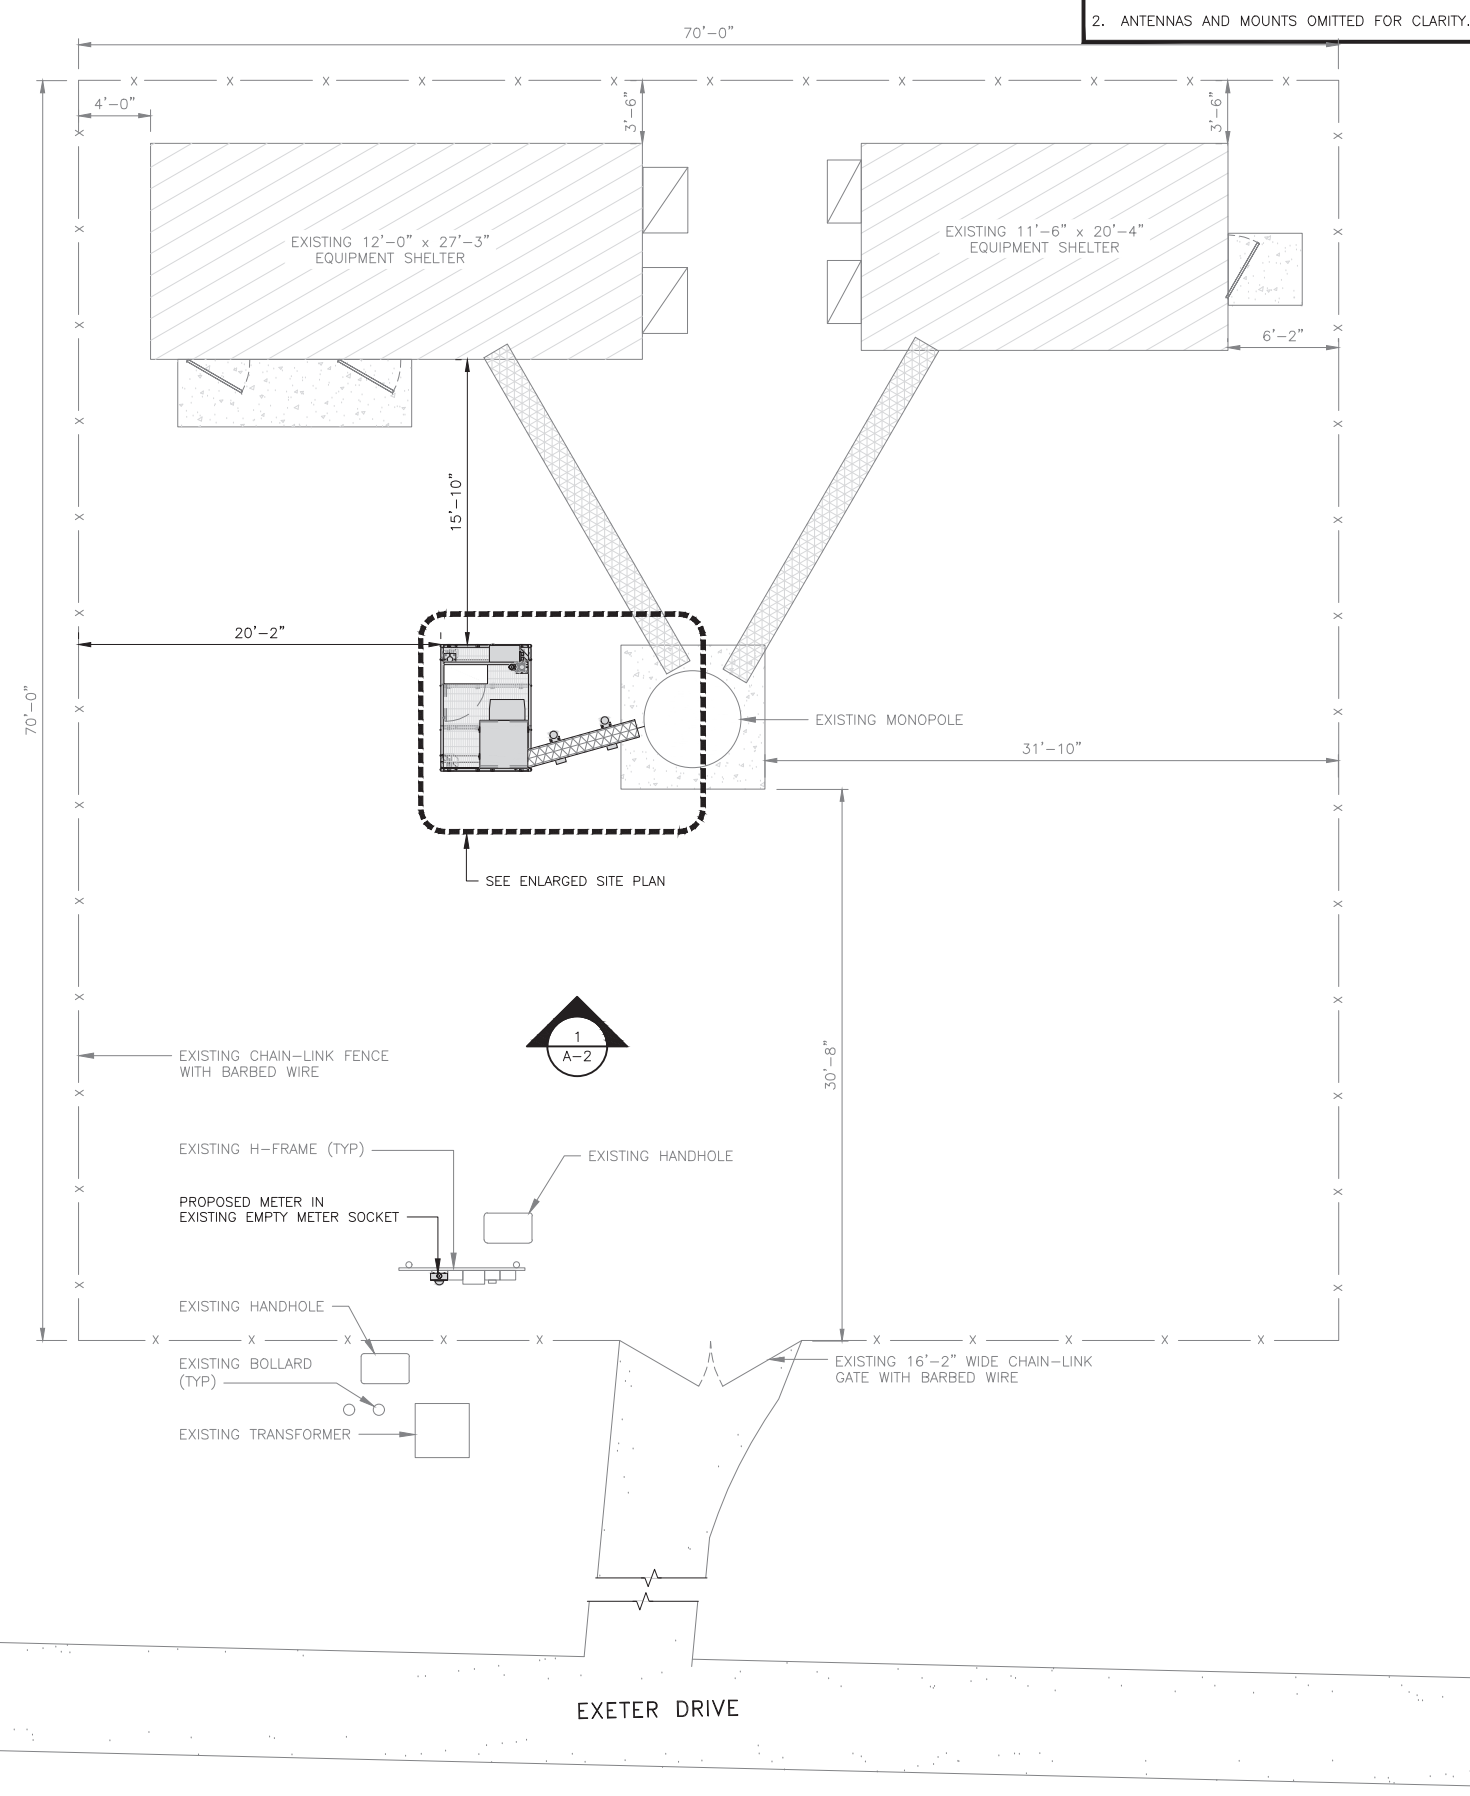 2. ANTENNAS AND MOUNTS OMITTED FOR CLARITY.
70'-0"
4'-0"
3'-6"
3'-6"
EXISTING 12'-0" x 27'-3"
EQUIPMENT SHELTER
EXISTING 11'-6" x 20'-4"
EQUIPMENT SHELTER
6'-2"
15'-10"
20'-2"
70'-0"
EXISTING MONOPOLE
31'-10"
SEE ENLARGED SITE PLAN
1
A-2
30'-8"
EXISTING CHAIN-LINK FENCE
WITH BARBED WIRE
EXISTING H-FRAME (TYP)
EXISTING HANDHOLE
PROPOSED METER IN
EXISTING EMPTY METER SOCKET
EXISTING HANDHOLE
EXISTING BOLLARD
(TYP)
EXISTING 16'-2" WIDE CHAIN-LINK
GATE WITH BARBED WIRE
EXISTING TRANSFORMER
EXETER DRIVE